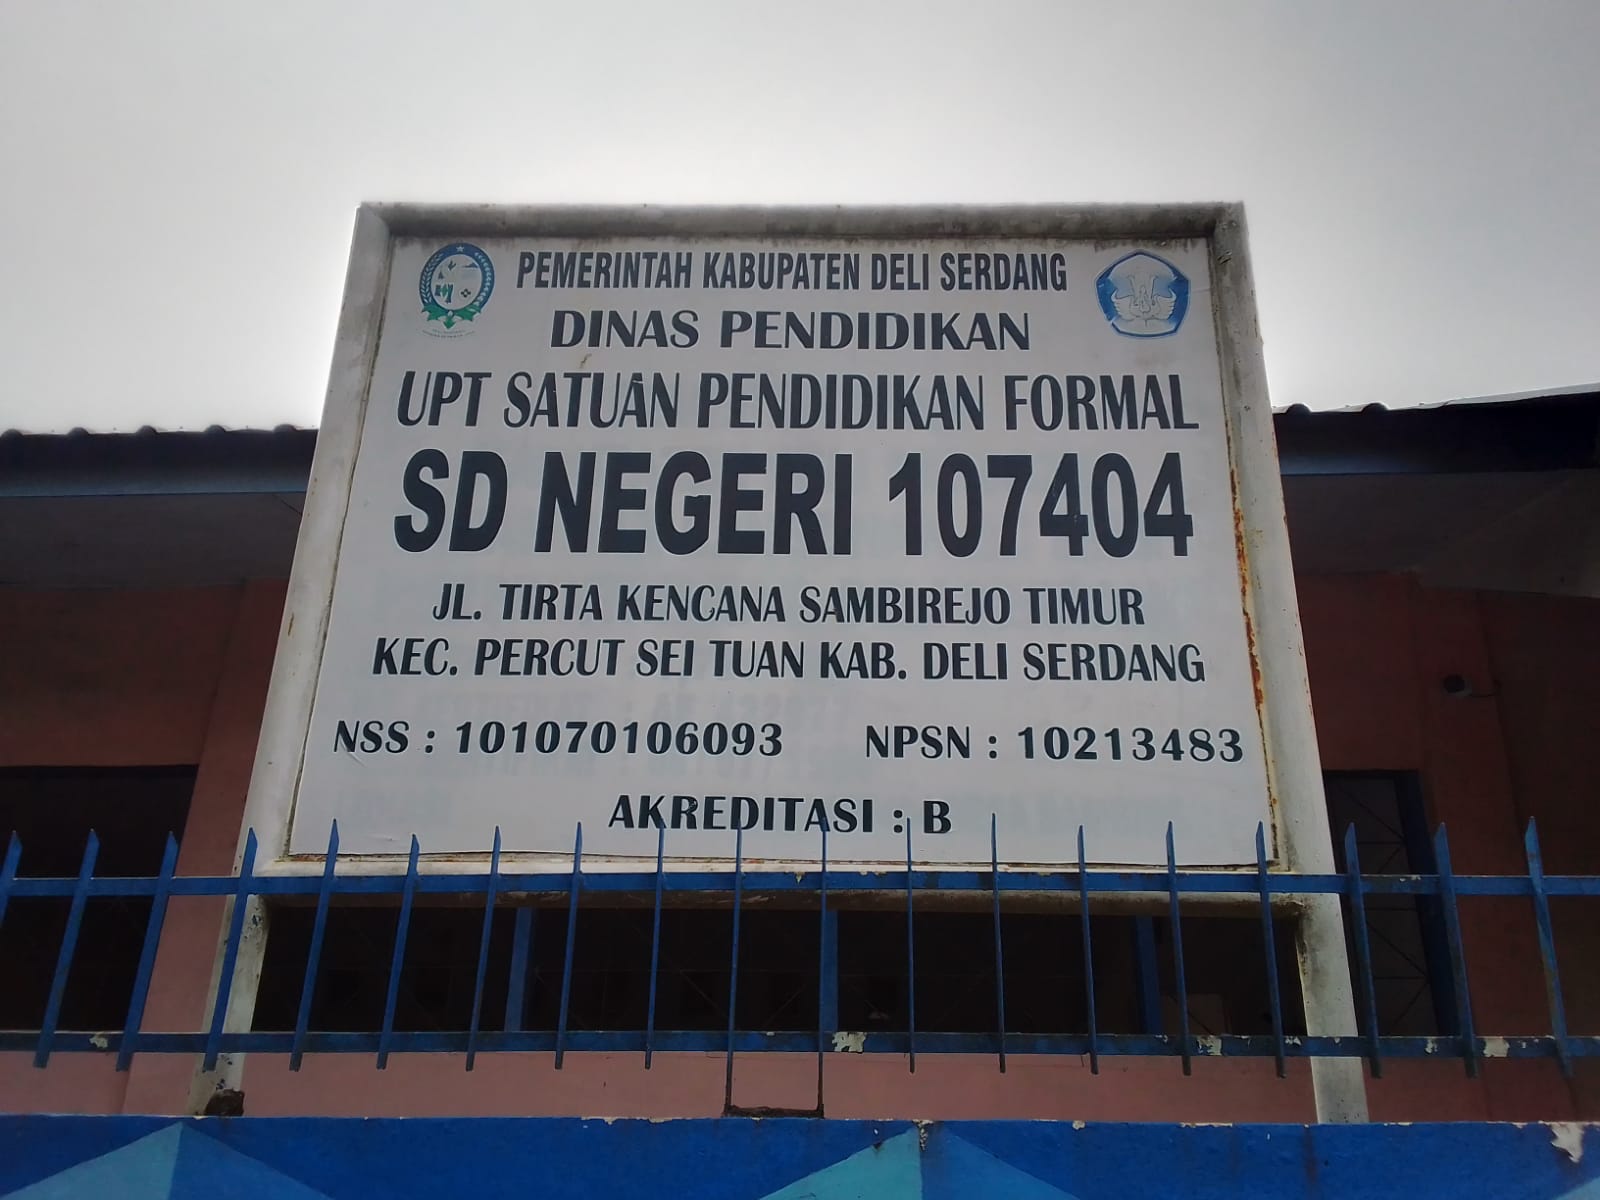 PEMERINTAH KABUPATEN DELI SERDANG
DINAS PENDIDIKAN
UPT SATUAN PENDIDIKAN FORMAL
SD NEGERI 107404
JL. TIRTA KENCANA SAMBIREJO TIMUR
KEC. PERCUT SEI TUAN KAB. DELI SERDANG
NSS : 101070106093 NPSN : 10213483
AKREDITASI : B